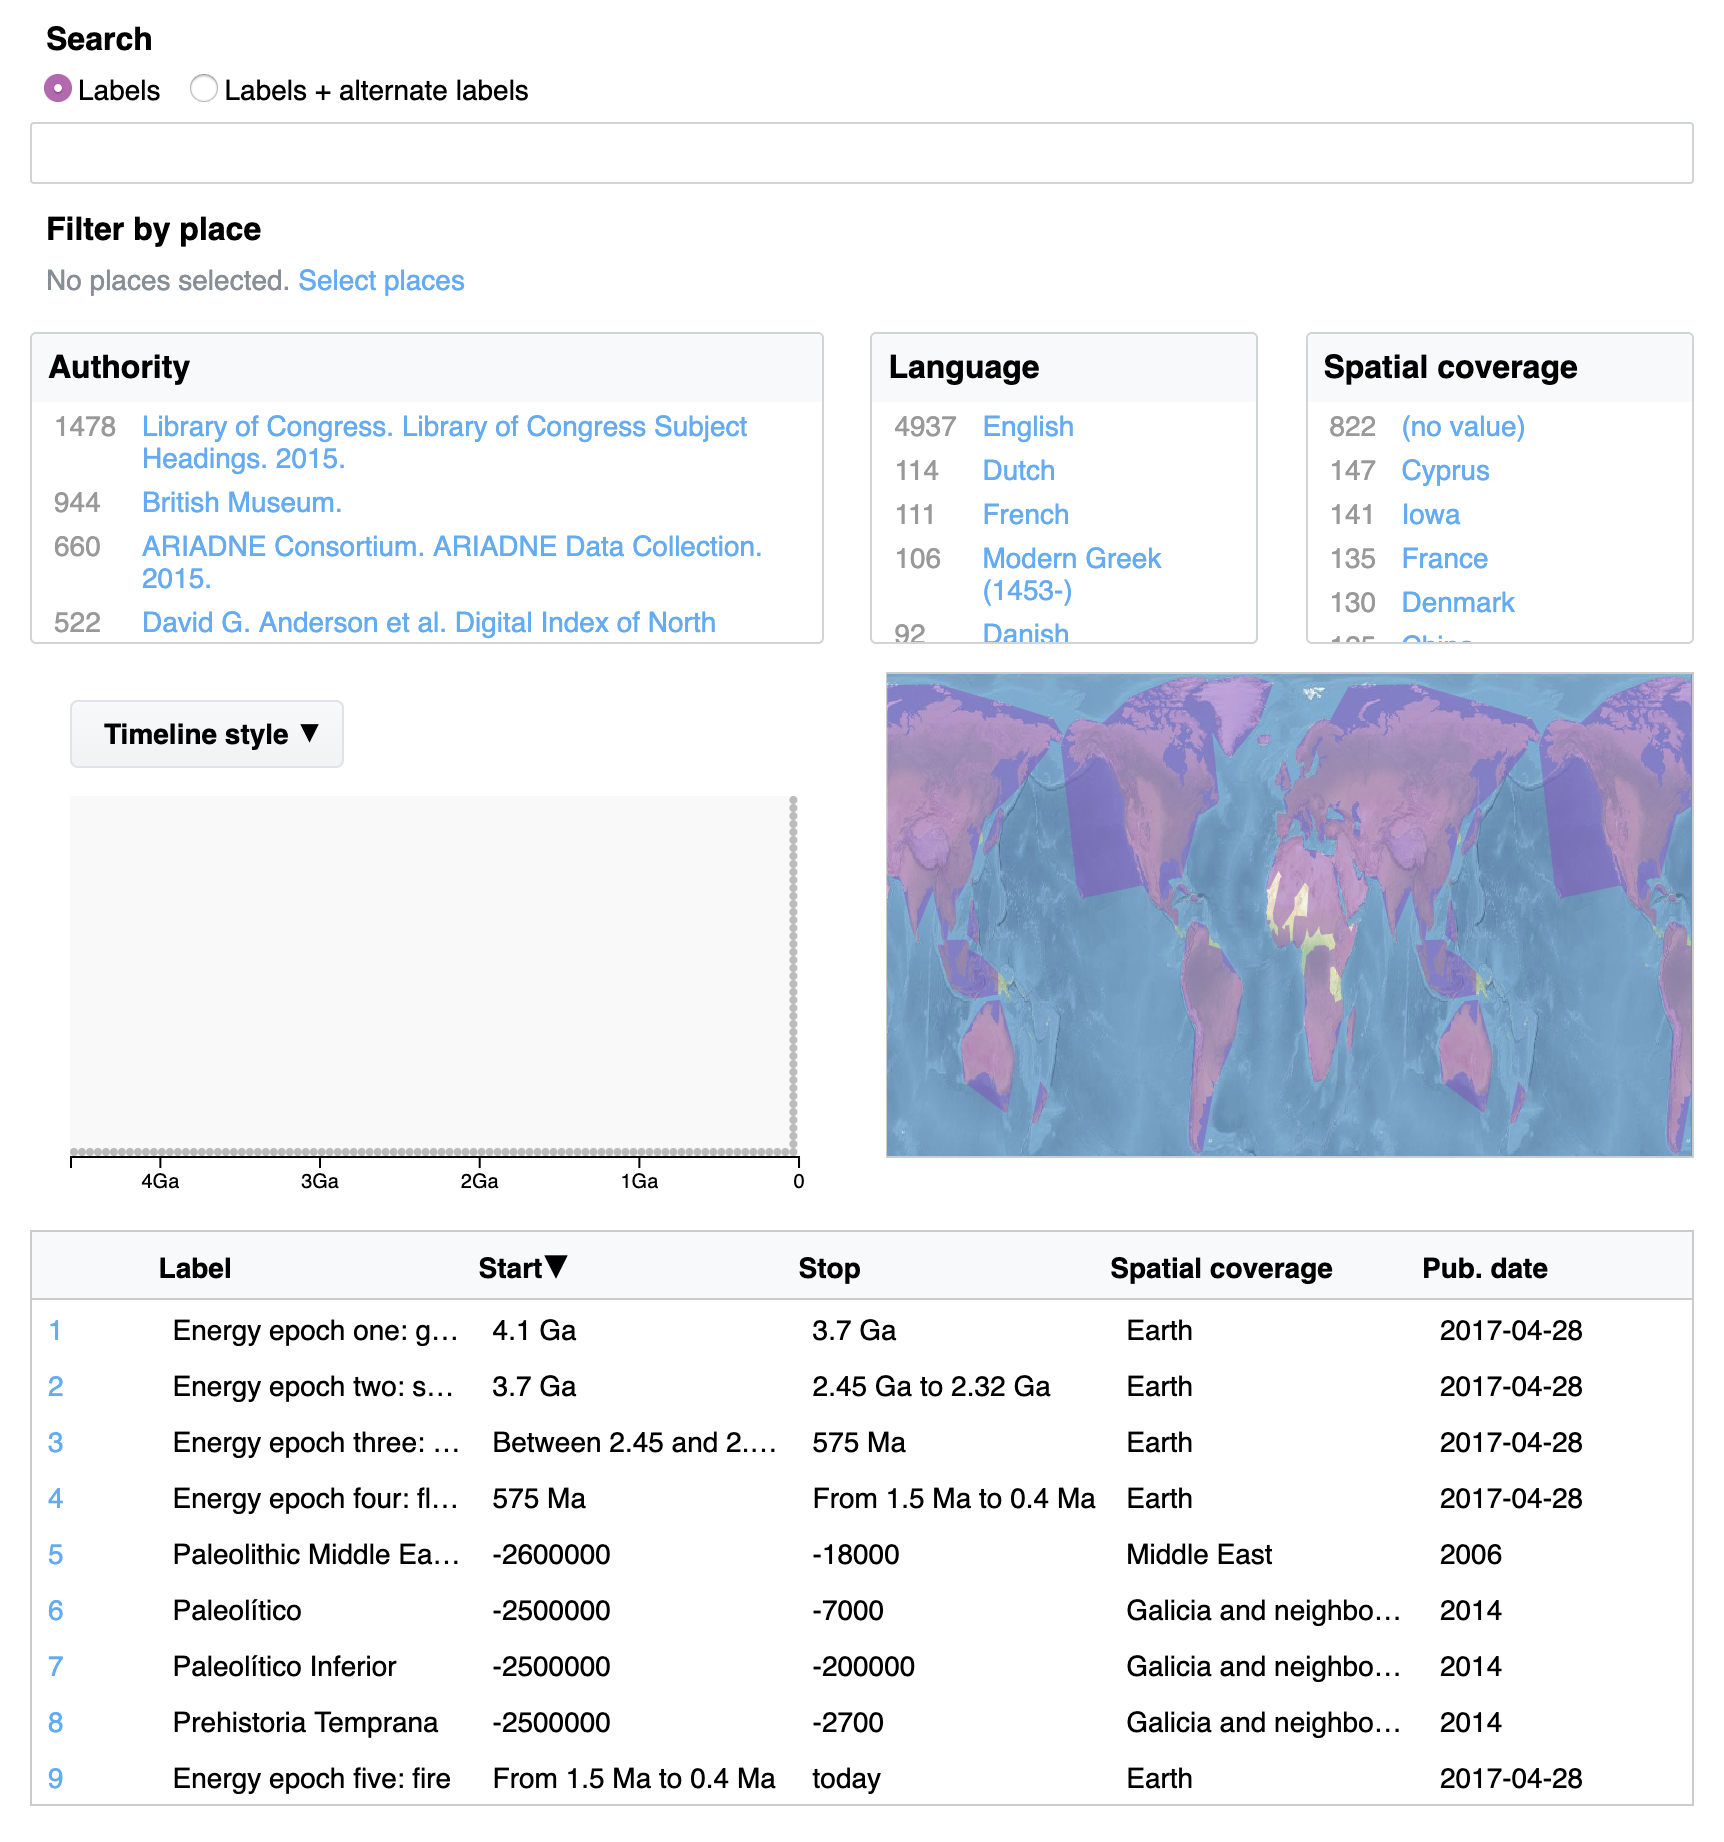 Search
Labels Labels + alternate labels
Filter by place
No places selected. Select places
Authority
1478 Library of Congress. Library of Congress Subject
Headings. 2015.
944 British Museum.
660 ARIADNE Consortium. ARIADNE Data Collection.
2015.
522 David G. Anderson et al. Digital Index of North
Language
4937 English
114 Dutch
111 French
106 Modern Greek
(1453-)
92 Danish
Spatial coverage
822 (no value)
147 Cyprus
141 Iowa
135 France
130 Denmark
Timeline style ▼
4Ga 3Ga 2Ga 1Ga 0
Label Start▼ Stop Spatial coverage Pub. date
1 Energy epoch one: g… 4.1 Ga 3.7 Ga Earth 2017-04-28
2 Energy epoch two: s… 3.7 Ga 2.45 Ga to 2.32 Ga Earth 2017-04-28
3 Energy epoch three: … Between 2.45 and 2.… 575 Ma Earth 2017-04-28
4 Energy epoch four: fl… 575 Ma From 1.5 Ma to 0.4 Ma Earth 2017-04-28
5 Paleolithic Middle Ea… -2600000 -18000 Middle East 2006
6 Paleolítico -2500000 -7000 Galicia and neighbo… 2014
7 Paleolítico Inferior -2500000 -200000 Galicia and neighbo… 2014
8 Prehistoria Temprana -2500000 -2700 Galicia and neighbo… 2014
9 Energy epoch five: fire From 1.5 Ma to 0.4 Ma today Earth 2017-04-28